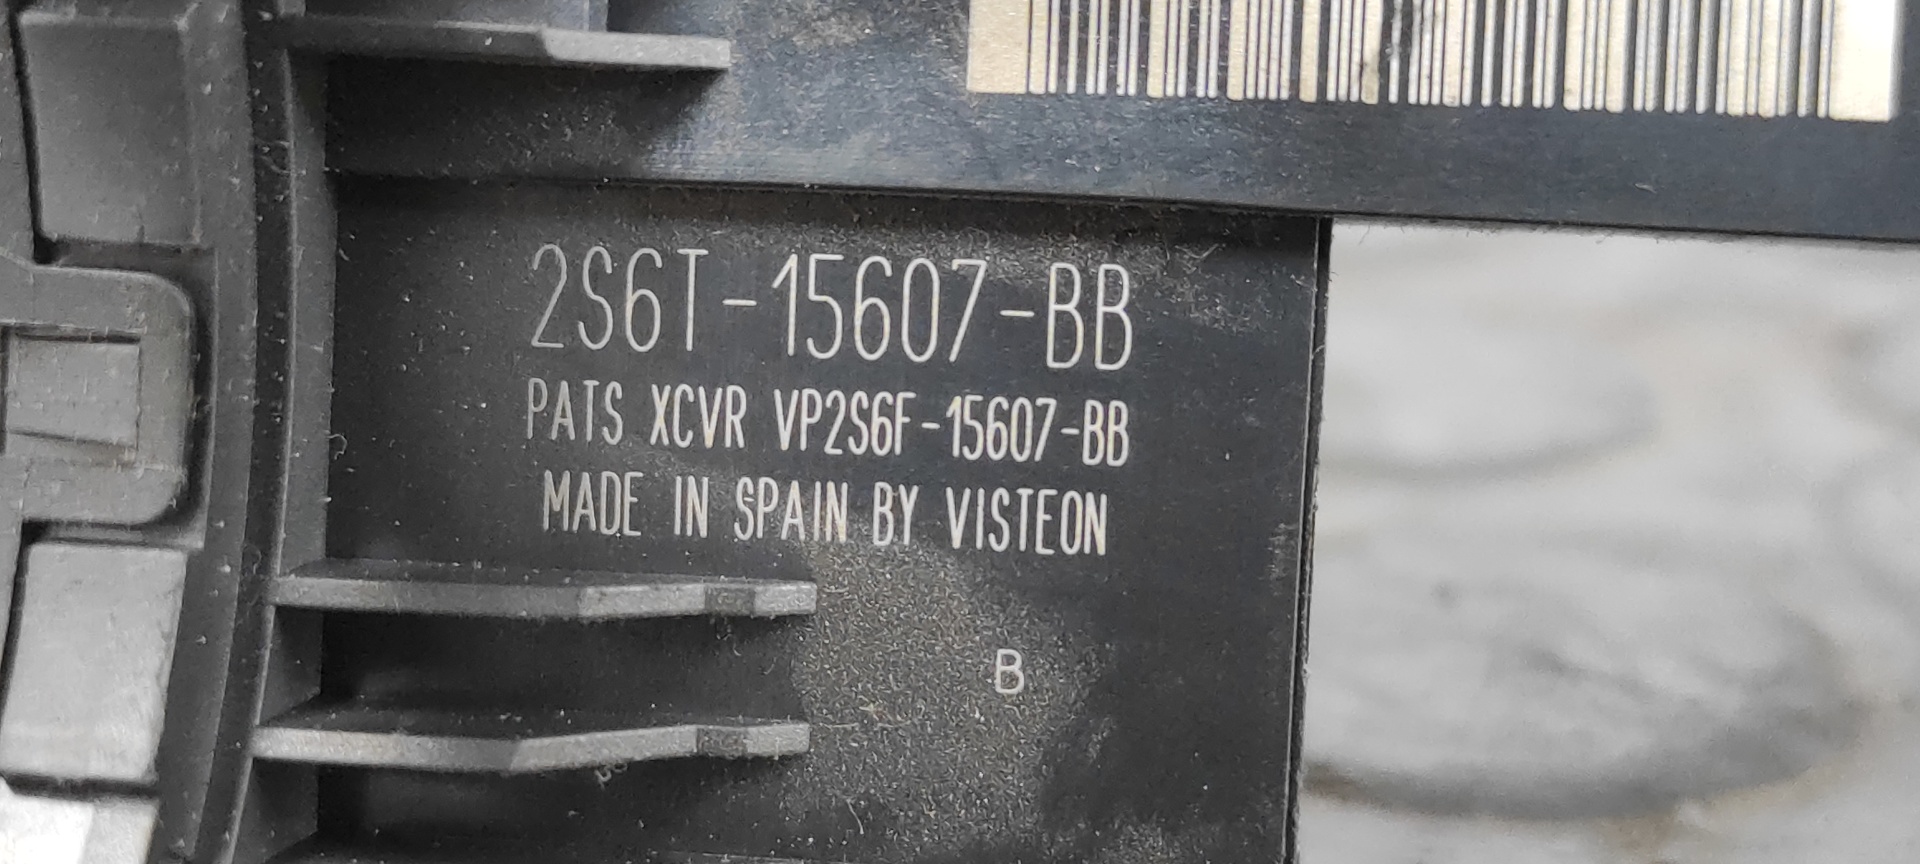 2S6T-15607-BB
PATS XCVR VP2S6F-15607-BB
MADE IN SPAIN BY VISTEON
B